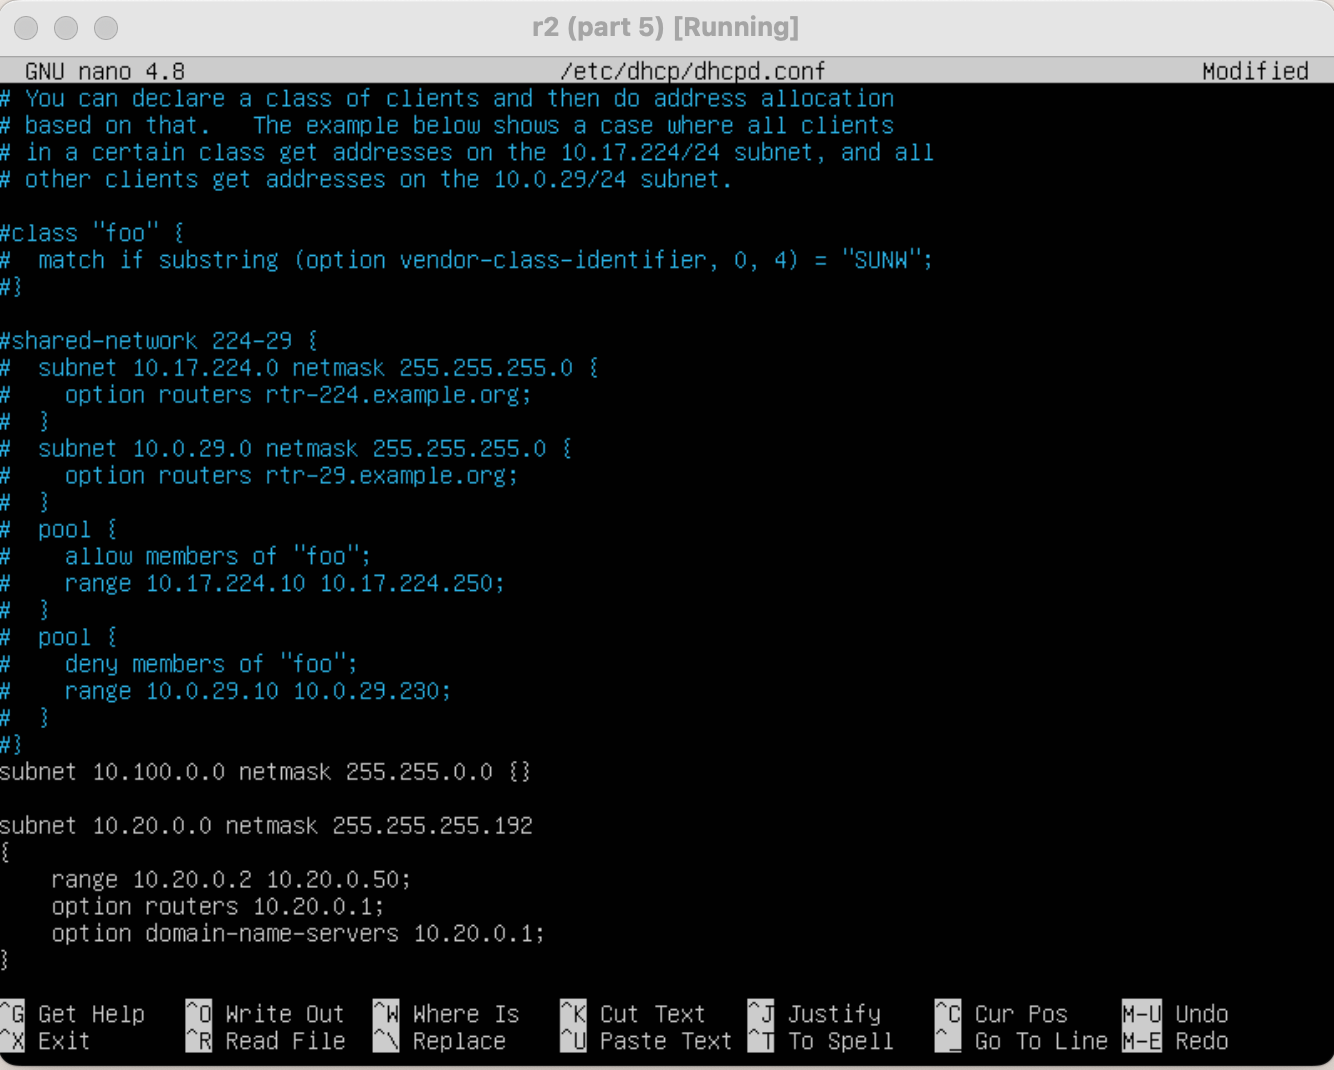 r2 (part 5) [Running]
GNU nano 4.8 /etc/dhcp/dhcpd.conf Modified
# You can declare a class of clients and then do address allocation
# based on that.   The example below shows a case where all clients
# in a certain class get addresses on the 10.17.224/24 subnet, and all
# other clients get addresses on the 10.0.29/24 subnet.
#class "foo" {
#  match if substring (option vendor-class-identifier, 0, 4) = "SUNW";
#}
#shared-network 224-29 {
#  subnet 10.17.224.0 netmask 255.255.255.0 {
#    option routers rtr-224.example.org;
#  }
#  subnet 10.0.29.0 netmask 255.255.255.0 {
#    option routers rtr-29.example.org;
#  }
#  pool {
#    allow members of "foo";
#    range 10.17.224.10 10.17.224.250;
#  }
#  pool {
#    deny members of "foo";
#    range 10.0.29.10 10.0.29.230;
#  }
#}
subnet 10.100.0.0 netmask 255.255.0.0 {}
subnet 10.20.0.0 netmask 255.255.255.192
{
    range 10.20.0.2 10.20.0.50;
    option routers 10.20.0.1;
    option domain-name-servers 10.20.0.1;
}
^G Get Help ^O Write Out ^W Where Is ^K Cut Text ^J Justify ^C Cur Pos M-U Undo
^X Exit ^R Read File ^\ Replace ^U Paste Text ^T To Spell ^_ Go To Line M-E Redo